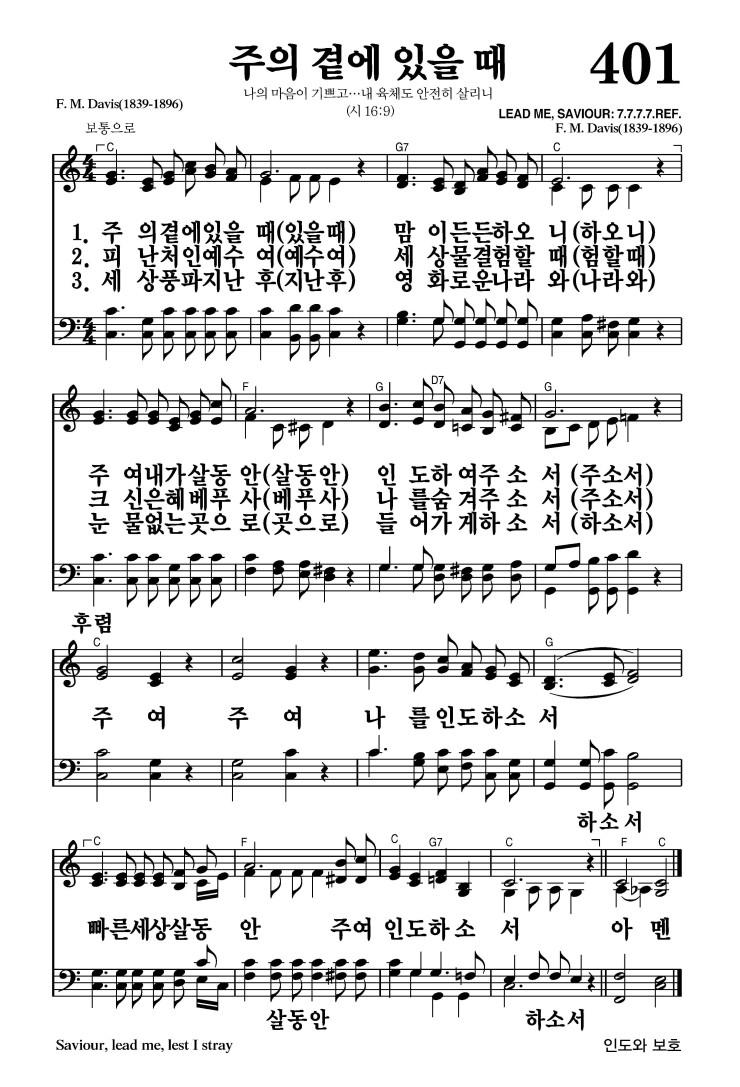 주의 곁에 있을 때
401
나의 마음이 기쁘고…내 육체도 안전히 살리니
(시 16:9)
F. M. Davis(1839-1896)
LEAD ME, SAVIOUR: 7.7.7.7.REF.
F. M. Davis(1839-1896)
보통으로
C G7 C
1. 주 의곁에있을 때(있을때) 맘 이든든하오 니(하오니)
2. 피 난처인예수 여(예수여) 세 상물결험할 때(험할때)
3. 세 상풍파지난 후(지난후) 영 화로운나라 와(나라와)
F G D7 G
주 여내가살동 안(살동안) 인 도하여주 소 서(주소서)
크 신은혜베푸 사(베푸사) 나 를숨겨주 소 서(주소서)
눈 물없는곳으 로(곳으로) 들 어가게하 소 서(하소서)
후렴
C G
주 여 주 여 나 를인도하소 서
하소서
C F C G7 C F C
빠른세상살동 안 주여 인도하소 서 아 멘
살동안 하소서
Saviour, lead me, lest I stray
인도와 보호